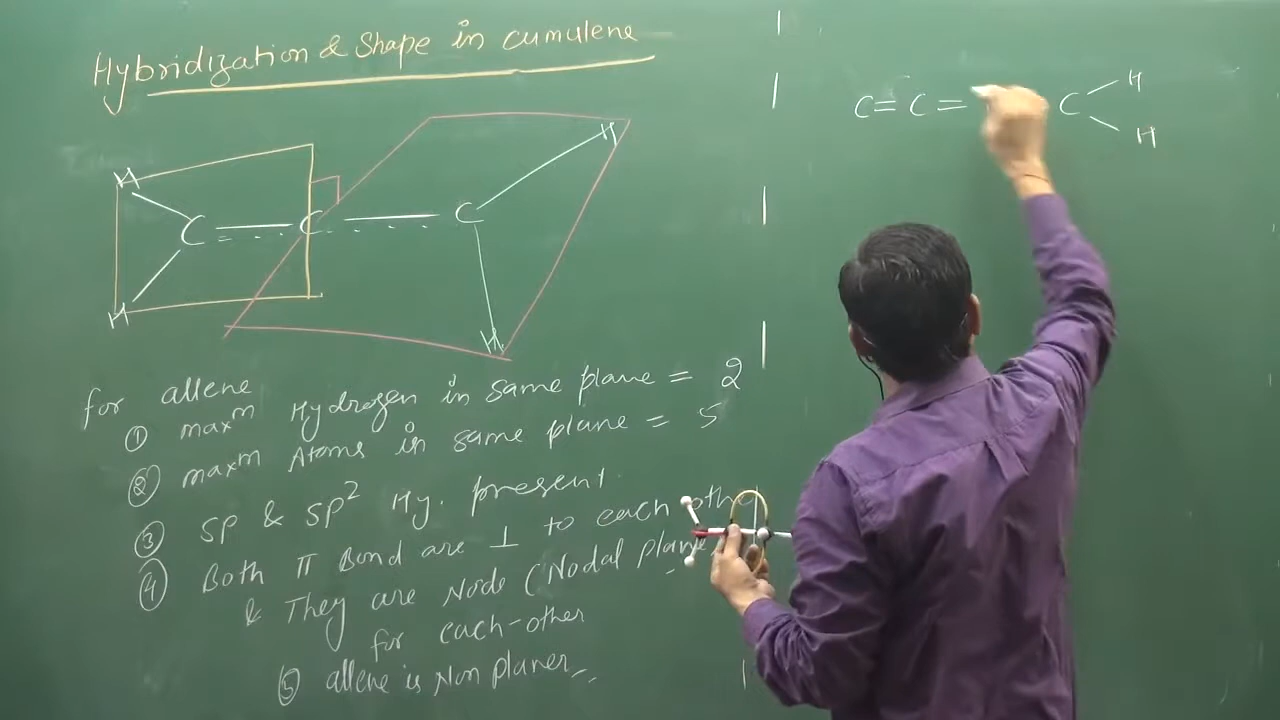 Hybridization & Shape in cumulene
H
H
C
C
C
H
H
for allene
① maxᵐ Hydrogen in same plane = 2
② maxᵐ Atoms in same plane = 5
③ SP & SP² Hy. present.
④ Both π Bond are ⊥ to each other
& They are Node (Nodal plane)
for each-other
⑤ allene is Non planer
C = C =
C
H
H